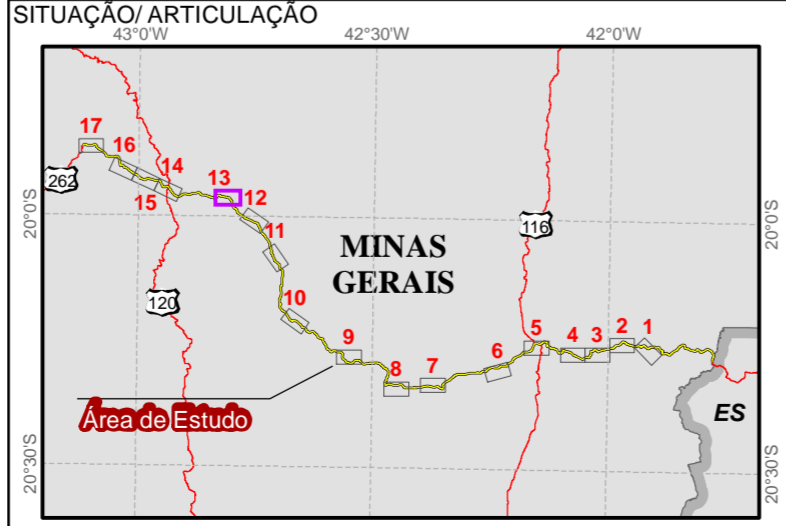 SITUAÇÃO/ ARTICULAÇÃO
43°0'W
42°30'W
42°0'W
17
16
15
14
13
12
11
262
20°0'S
20°0'S
MINAS
GERAIS
116
120
10
9
8
7
6
5
4
3
2
1
Área de Estudo
ES
20°30'S
20°30'S